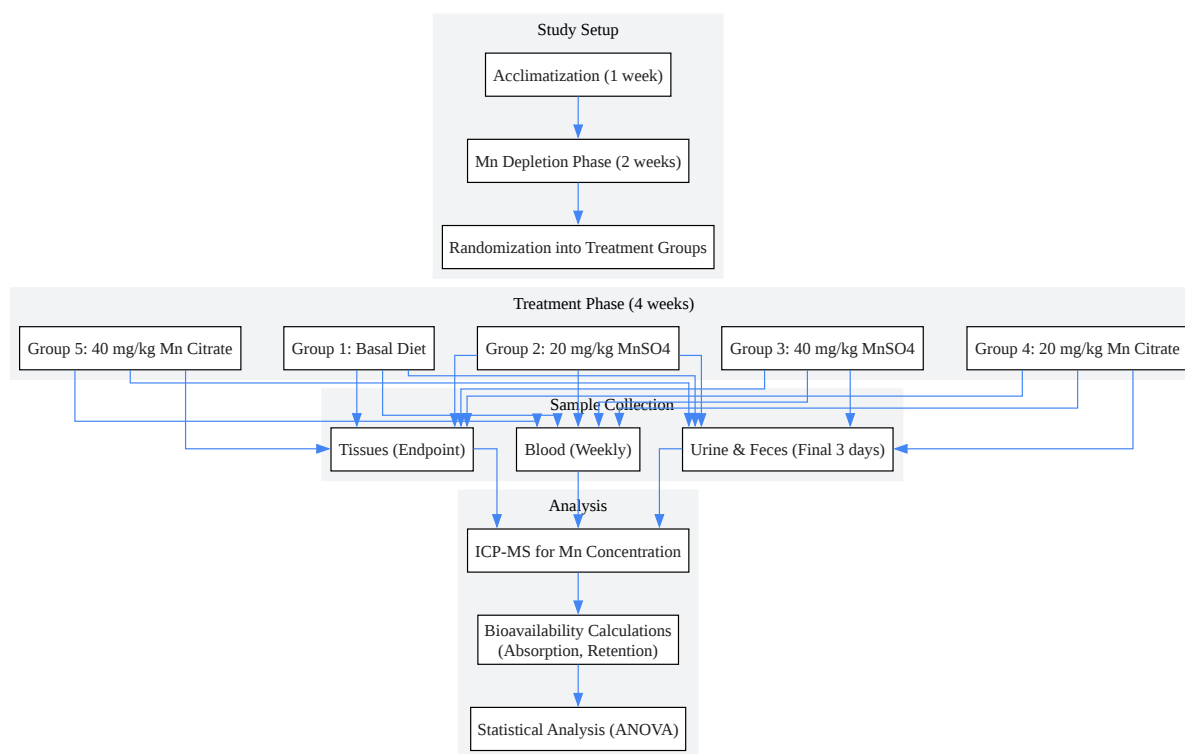 Study Setup
Acclimatization (1 week)
Mn Depletion Phase (2 weeks)
Randomization into Treatment Groups
Treatment Phase (4 weeks)
Group 5: 40 mg/kg Mn Citrate
Group 1: Basal Diet
Group 2: 20 mg/kg MnSO4
Group 3: 40 mg/kg MnSO4
Group 4: 20 mg/kg Mn Citrate
Sample Collection
Tissues (Endpoint)
Blood (Weekly)
Urine & Feces (Final 3 days)
Analysis
ICP-MS for Mn Concentration
Bioavailability Calculations
(Absorption, Retention)
Statistical Analysis (ANOVA)